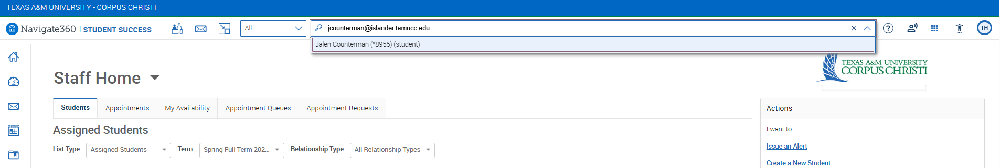 TEXAS A&M UNIVERSITY - CORPUS CHRISTI
Navigate360 | STUDENT SUCCESS
All
jcounterman@islander.tamucc.edu
TH
Jalen Counterman (*8955) (student)
TEXAS A&M UNIVERSITY
CORPUS CHRISTI
Staff Home
Students Appointments My Availability Appointment Queues Appointment Requests
Actions
Assigned Students
I want to...
List Type: Assigned Students Term: Spring Full Term 202... Relationship Type: All Relationship Types
Issue an Alert
Create a New Student